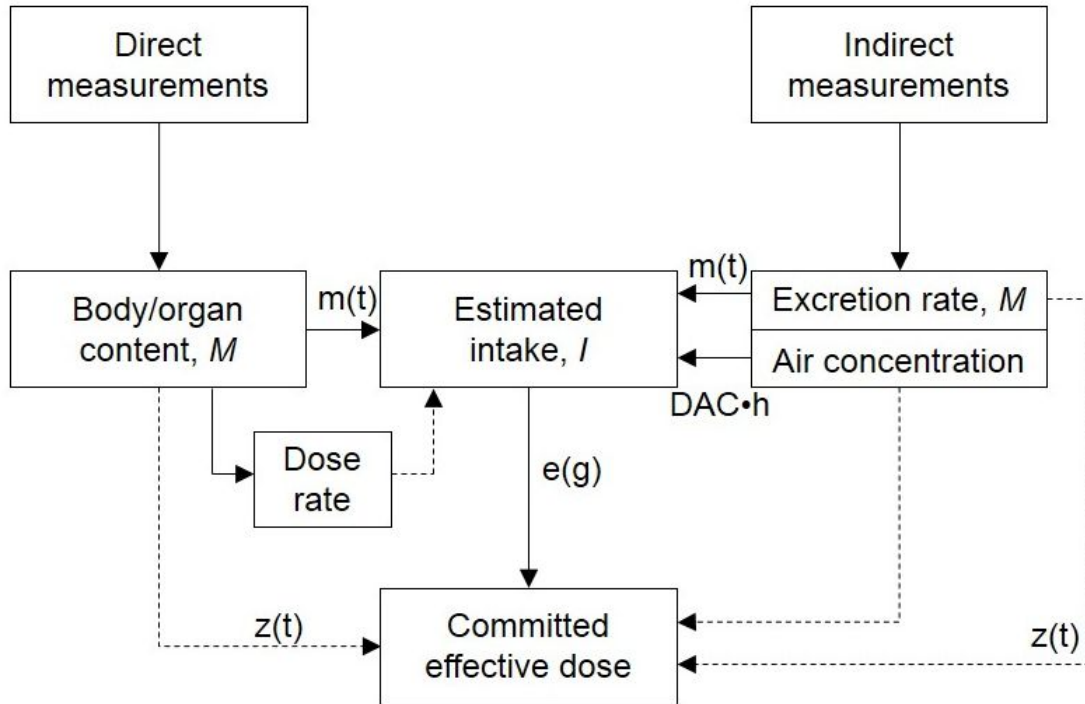 Direct
measurements
Indirect
measurements
Body/organ
content, M
m(t)
Estimated
intake, I
m(t)
Excretion rate, M
Air concentration
DAC•h
Dose
rate
e(g)
z(t)
Committed
effective dose
z(t)